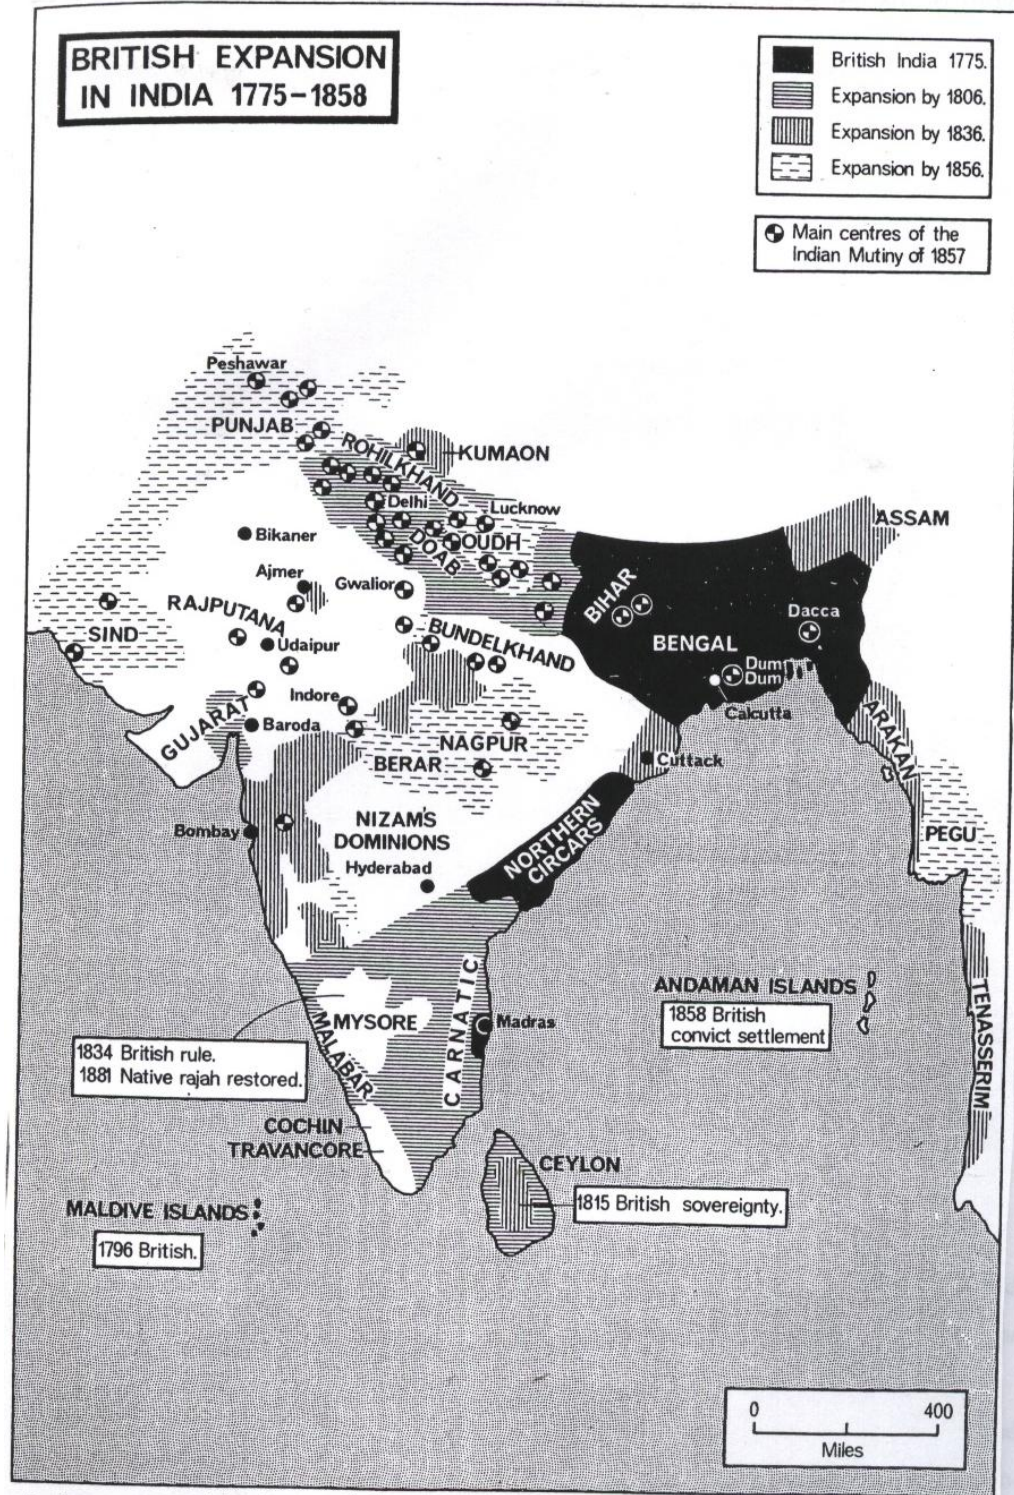 BRITISH EXPANSION
IN INDIA 1775-1858
British India 1775.
Expansion by 1806.
Expansion by 1836.
Expansion by 1856.
Main centres of the
Indian Mutiny of 1857
Peshawar
PUNJAB
ROHILKHAND
KUMAON
Delhi
Lucknow
ASSAM
Bikaner
DOAB
OUDH
Ajmer
Gwalior
BIHAR
RAJPUTANA
Dacca
SIND
Udaipur
BUNDELKHAND
BENGAL
Dum
Dum
Indore
Calcutta
GUJARAT
Baroda
NAGPUR
ARAKAN
BERAR
Cuttack
NIZAM'S
DOMINIONS
Bombay
NORTHERN
CIRCARS
PEGU
Hyderabad
CARNATIC
ANDAMAN ISLANDS
1858 British
convict settlement
TENASSERIM
MYSORE
Madras
MALABAR
1834 British rule.
1881 Native rajah restored.
COCHIN
TRAVANCORE
CEYLON
1815 British sovereignty.
MALDIVE ISLANDS
1796 British.
0 400
Miles